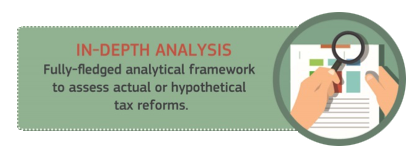 IN-DEPTH ANALYSIS
Fully-fledged analytical framework
to assess actual or hypothetical
tax reforms.